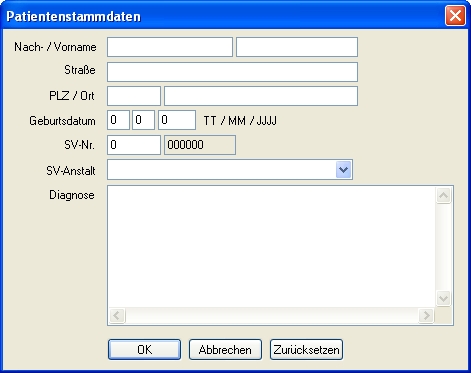 Patientenstammdaten
Nach- / Vorname
Straße
PLZ / Ort
Geburtsdatum 0 0 0 TT / MM / JJJJ
SV-Nr. 0 000000
SV-Anstalt
Diagnose
OK Abbrechen Zurücksetzen